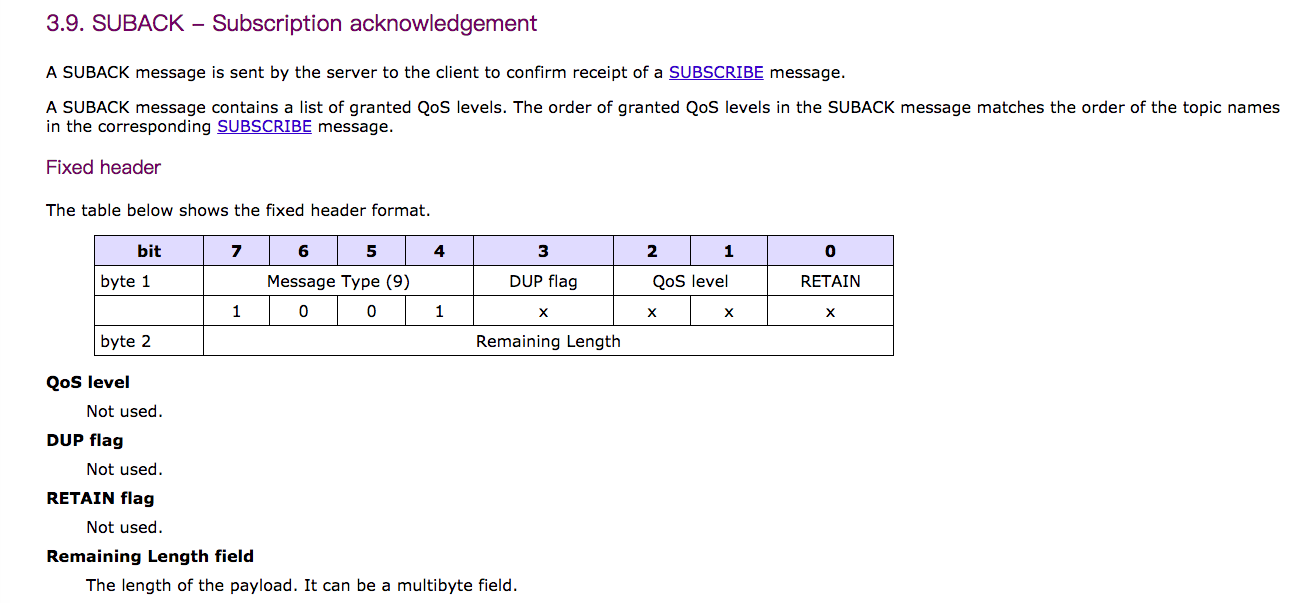 3.9. SUBACK – Subscription acknowledgement
A SUBACK message is sent by the server to the client to confirm receipt of a SUBSCRIBE message.
A SUBACK message contains a list of granted QoS levels. The order of granted QoS levels in the SUBACK message matches the order of the topic names
in the corresponding SUBSCRIBE message.
Fixed header
The table below shows the fixed header format.
bit 7 6 5 4 3 2 1 0
byte 1 Message Type (9) DUP flag QoS level RETAIN
1 0 0 1 x x x x
byte 2 Remaining Length
QoS level
Not used.
DUP flag
Not used.
RETAIN flag
Not used.
Remaining Length field
The length of the payload. It can be a multibyte field.